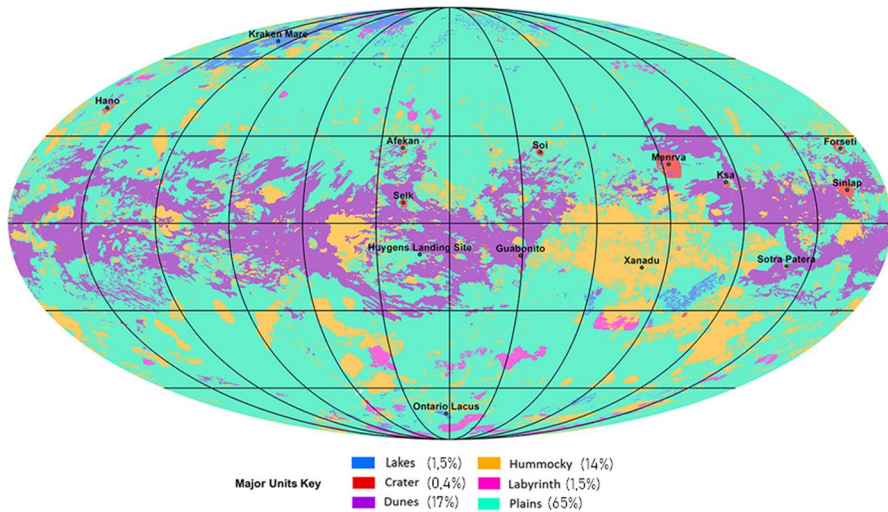 Kraken Mare
Hano
Afekan
Soi
Forseti
Menrva
Ksa
Sinlap
Selk
Huygens Landing Site
Guabonito
Xanadu
Sotra Patera
Ontario Lacus
Major Units Key
Lakes (1,5%)
Hummocky (14%)
Crater (0,4%)
Labyrinth (1,5%)
Dunes (17%)
Plains (65%)